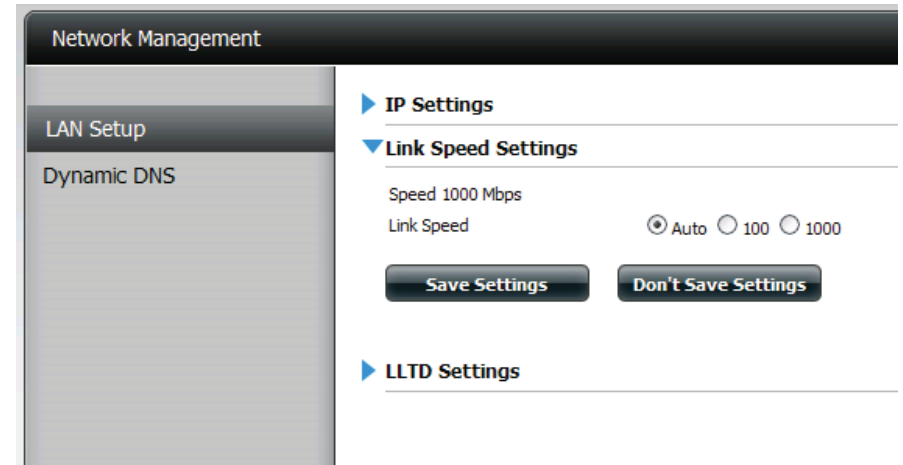 Network Management
LAN Setup
Dynamic DNS
IP Settings
Link Speed Settings
Speed 1000 Mbps
Link Speed Auto 100 1000
Save Settings Don't Save Settings
LLTD Settings